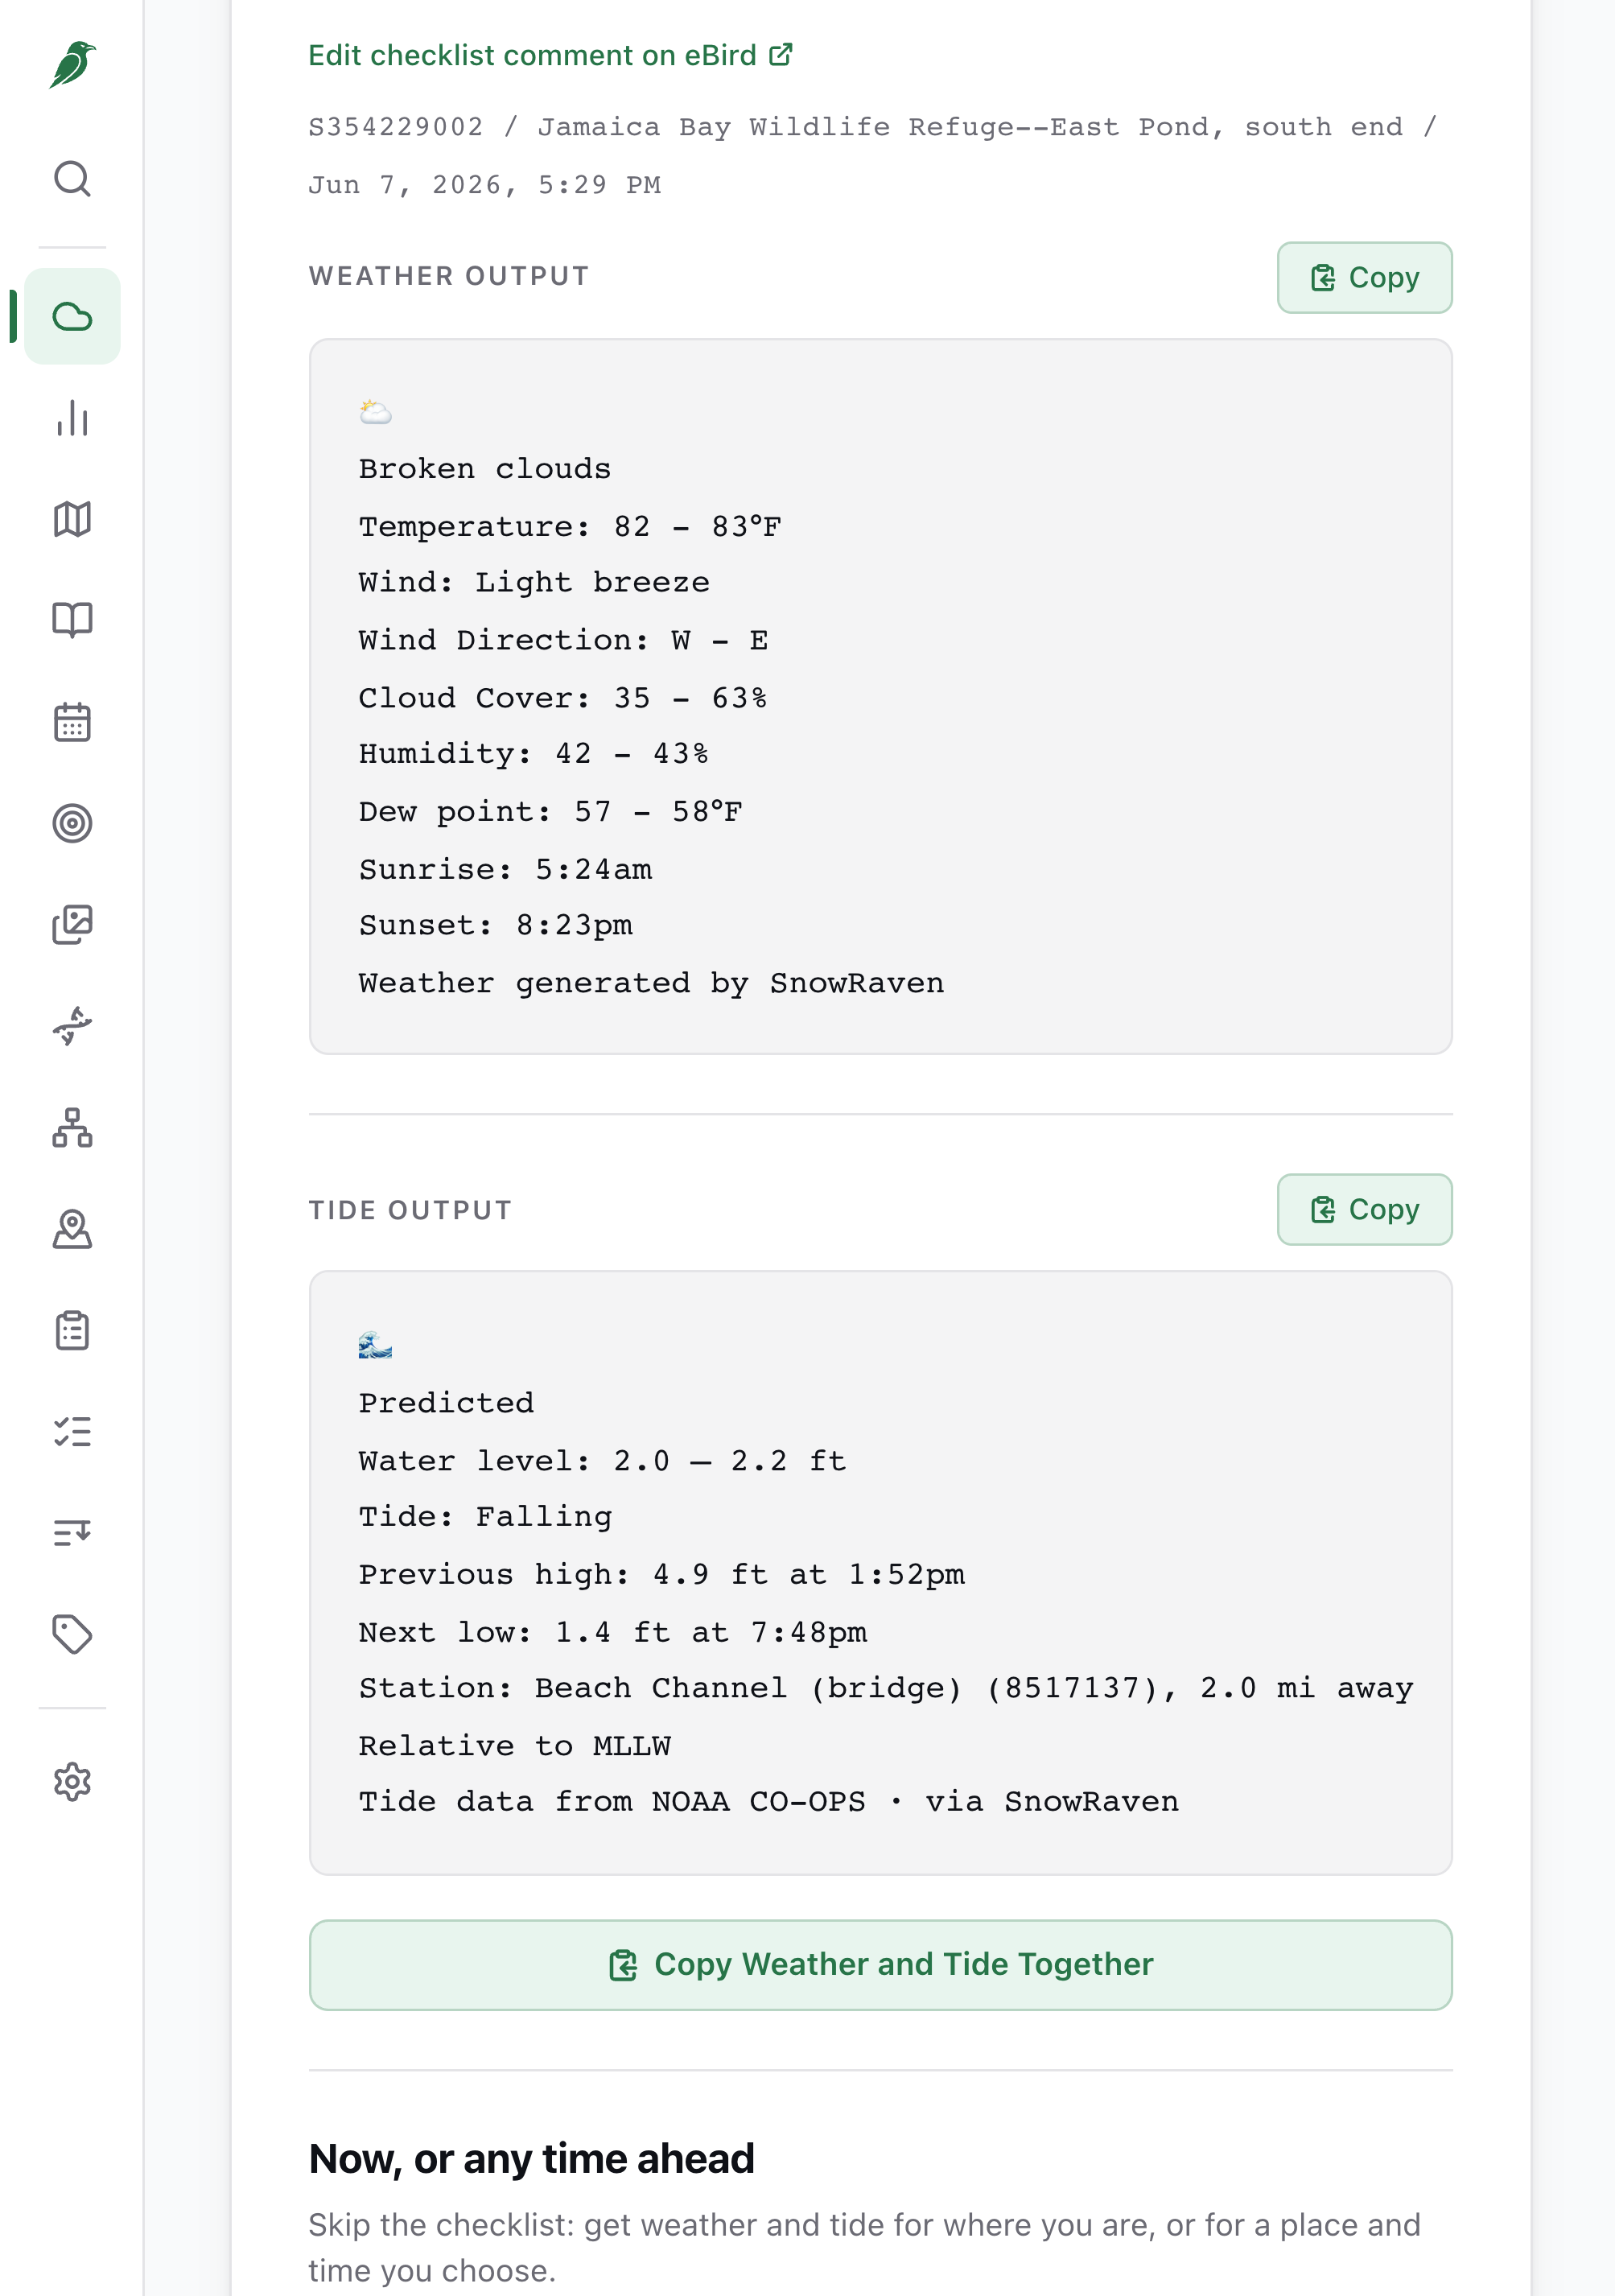 Edit checklist comment on eBird
S354229002 / Jamaica Bay Wildlife Refuge--East Pond, south end /
Jun 7, 2026, 5:29 PM
WEATHER OUTPUT
Copy
Broken clouds
Temperature: 82 - 83°F
Wind: Light breeze
Wind Direction: W - E
Cloud Cover: 35 - 63%
Humidity: 42 - 43%
Dew point: 57 - 58°F
Sunrise: 5:24am
Sunset: 8:23pm
Weather generated by SnowRaven
TIDE OUTPUT
Copy
Predicted
Water level: 2.0 – 2.2 ft
Tide: Falling
Previous high: 4.9 ft at 1:52pm
Next low: 1.4 ft at 7:48pm
Station: Beach Channel (bridge) (8517137), 2.0 mi away
Relative to MLLW
Tide data from NOAA CO-OPS · via SnowRaven
Copy Weather and Tide Together
Now, or any time ahead
Skip the checklist: get weather and tide for where you are, or for a place and
time you choose.